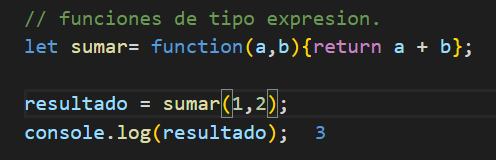 // funciones de tipo expresion.
let sumar= function(a,b){return a + b};
resultado = sumar(1,2);
console.log(resultado);  3